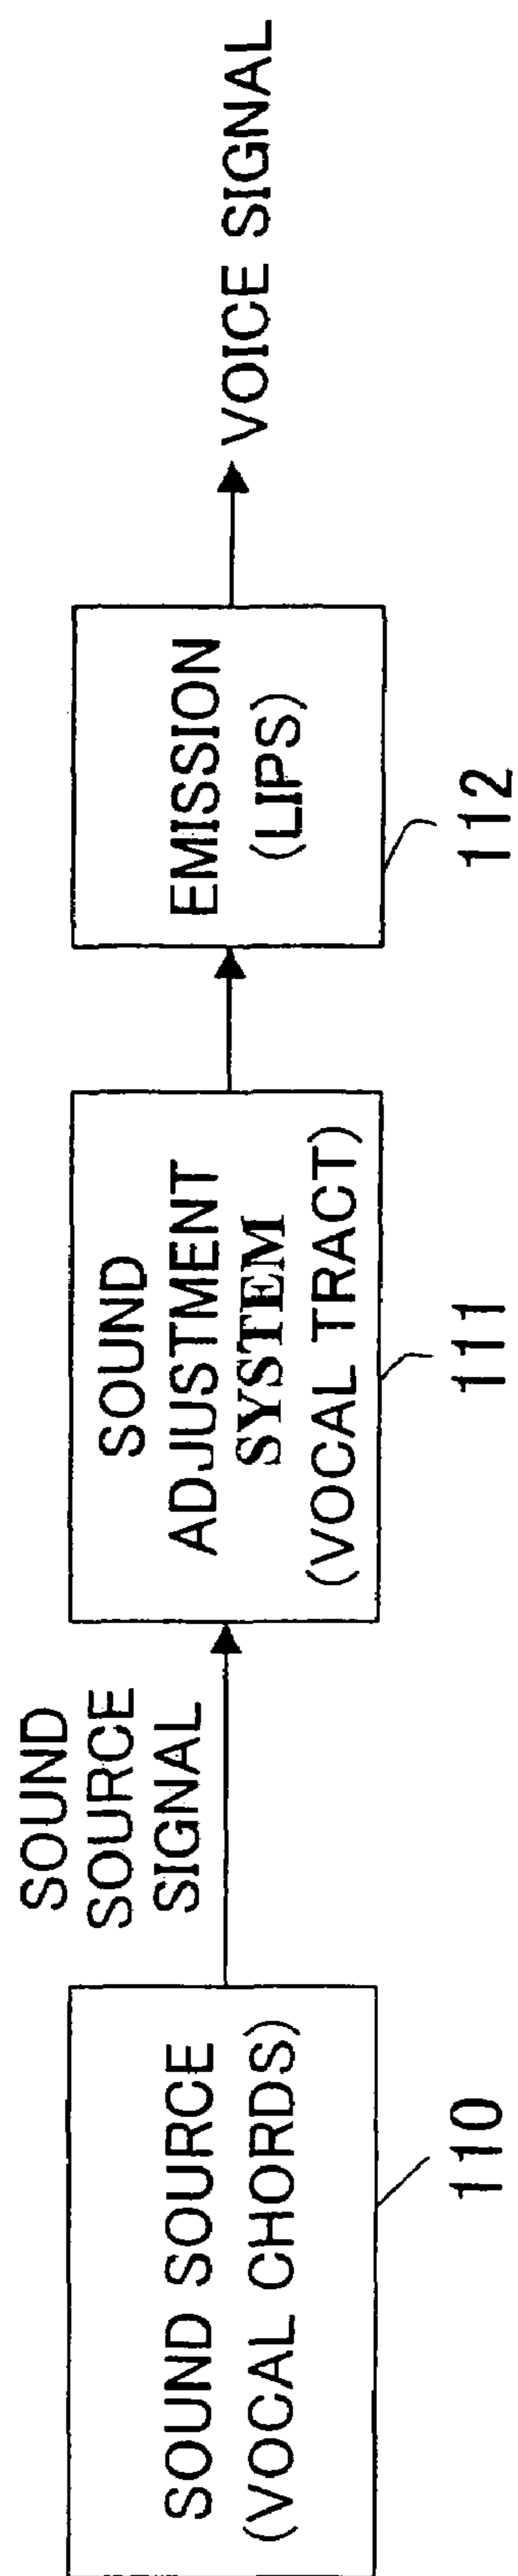 SOUND SOURCE
(VOCAL CHORDS)
110
SOUND
SOURCE
SIGNAL
SOUND
ADJUSTMENT
SYSTEM
(VOCAL TRACT)
111
EMISSION
(LIPS)
112
VOICE SIGNAL